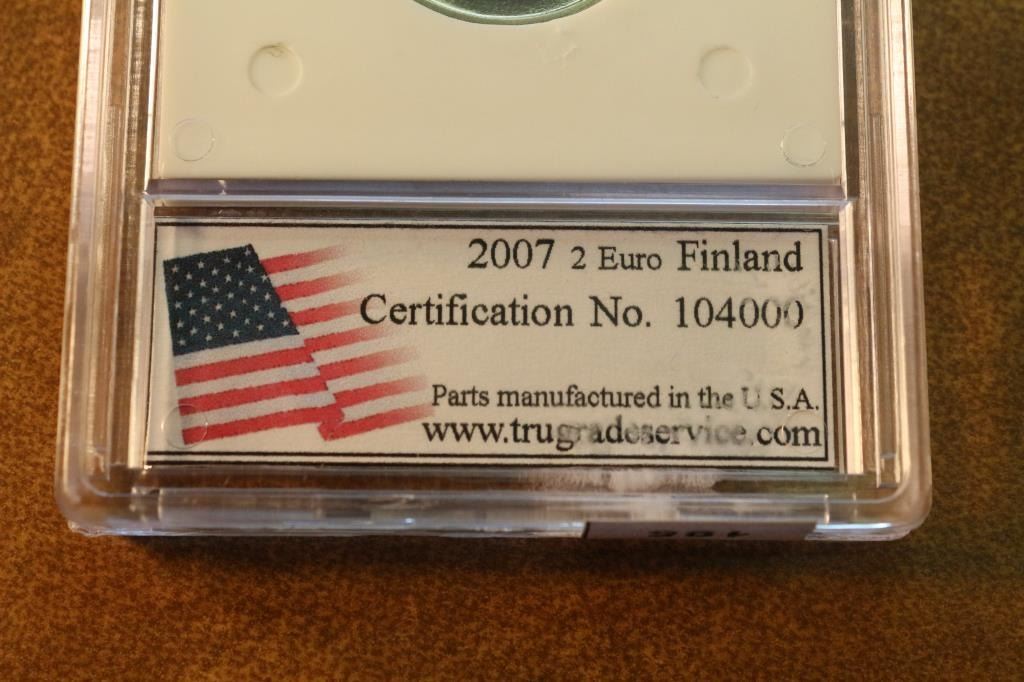 2007 2 Euro Finland
Certification No. 104000
Parts manufactured in the U.S.A.
www.trugradeservice.com